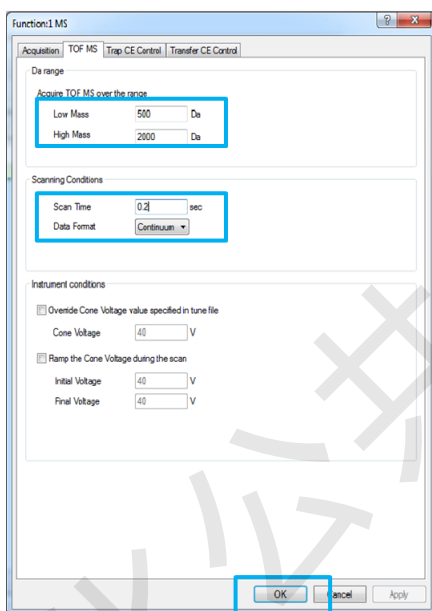 Function:1 MS
? X
Acquisition TOF MS Trap CE Control Transfer CE Control
Da range
Acquire TOF MS over the range
Low Mass 500 Da
High Mass 2000 Da
Scanning Conditions
Scan Time 0.2 sec
Data Format Continuum
Instrument conditions
Override Cone Voltage value specified in tune file
Cone Voltage 40 V
Ramp the Cone Voltage during the scan
Initial Voltage 40 V
Final Voltage 40 V
OK Cancel Apply